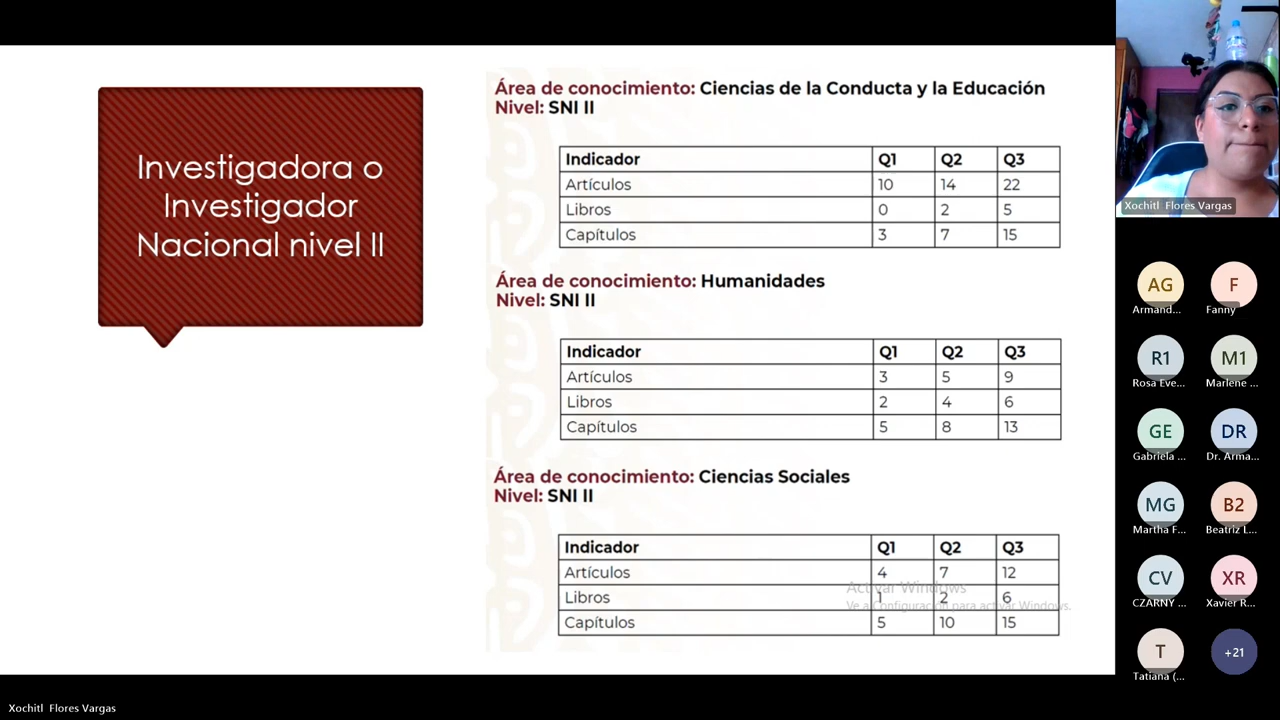 Investigadora o
Investigador
Nacional nivel II
Área de conocimiento: Ciencias de la Conducta y la Educación
Nivel: SNI II
Indicador Q1 Q2 Q3
Artículos 10 14 22
Libros 0 2 5
Capítulos 3 7 15
Área de conocimiento: Humanidades
Nivel: SNI II
Indicador Q1 Q2 Q3
Artículos 3 5 9
Libros 2 4 6
Capítulos 5 8 13
Área de conocimiento: Ciencias Sociales
Nivel: SNI II
Indicador Q1 Q2 Q3
Artículos 4 7 12
Libros 1 2 6
Capítulos 5 10 15
Activar Windows
Ve a Configuración para activar Windows.
Xochitl Flores Vargas
AG F
Armand... Fanny
R1 M1
Rosa Eve... Marlene ...
GE DR
Gabriela ... Dr. Arma...
MG B2
Martha F... Beatriz L...
CV XR
CZARNY ... Xavier R...
T +21
Tatiana (...
Xochitl Flores Vargas